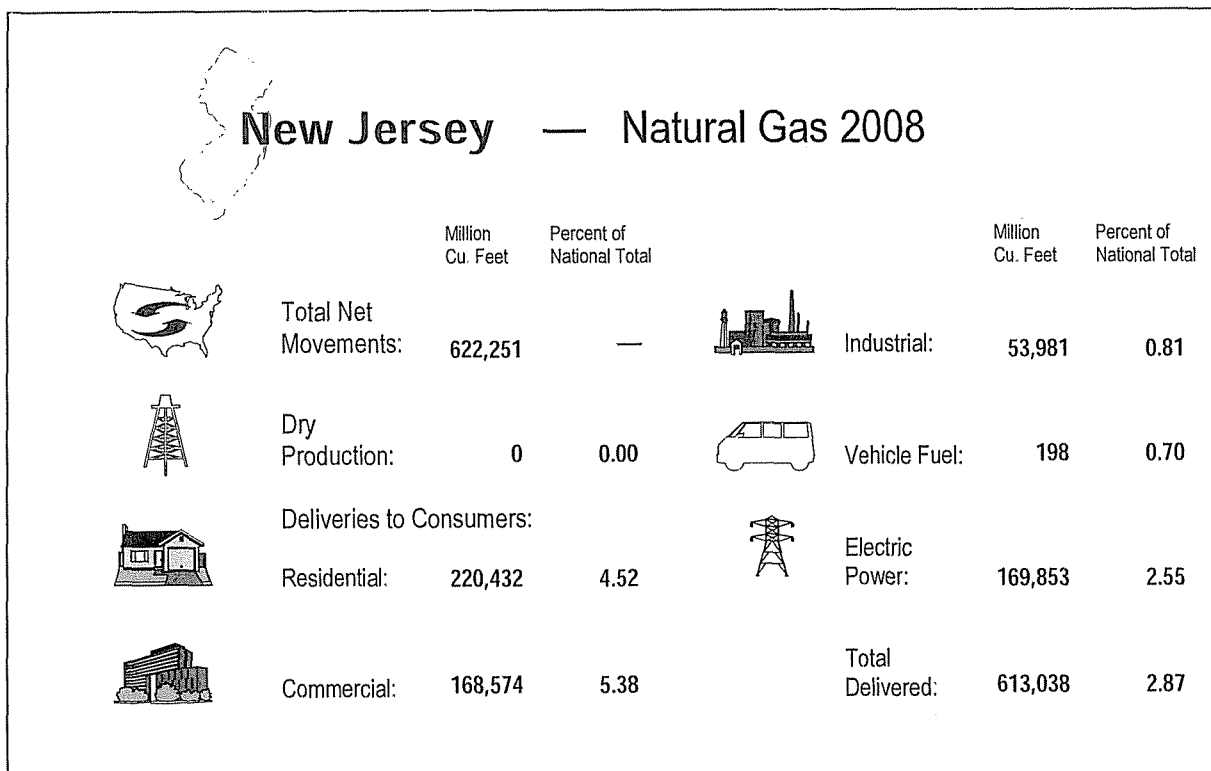 New Jersey — Natural Gas 2008
Million Percent of
Cu. Feet National Total
Total Net
Movements: 622,251 —
Dry
Production: 0 0.00
Deliveries to Consumers:
Residential: 220,432 4.52
Commercial: 168,574 5.38
Million Percent of
Cu. Feet National Total
Industrial: 53,981 0.81
Vehicle Fuel: 198 0.70
Electric
Power: 169,853 2.55
Total
Delivered: 613,038 2.87